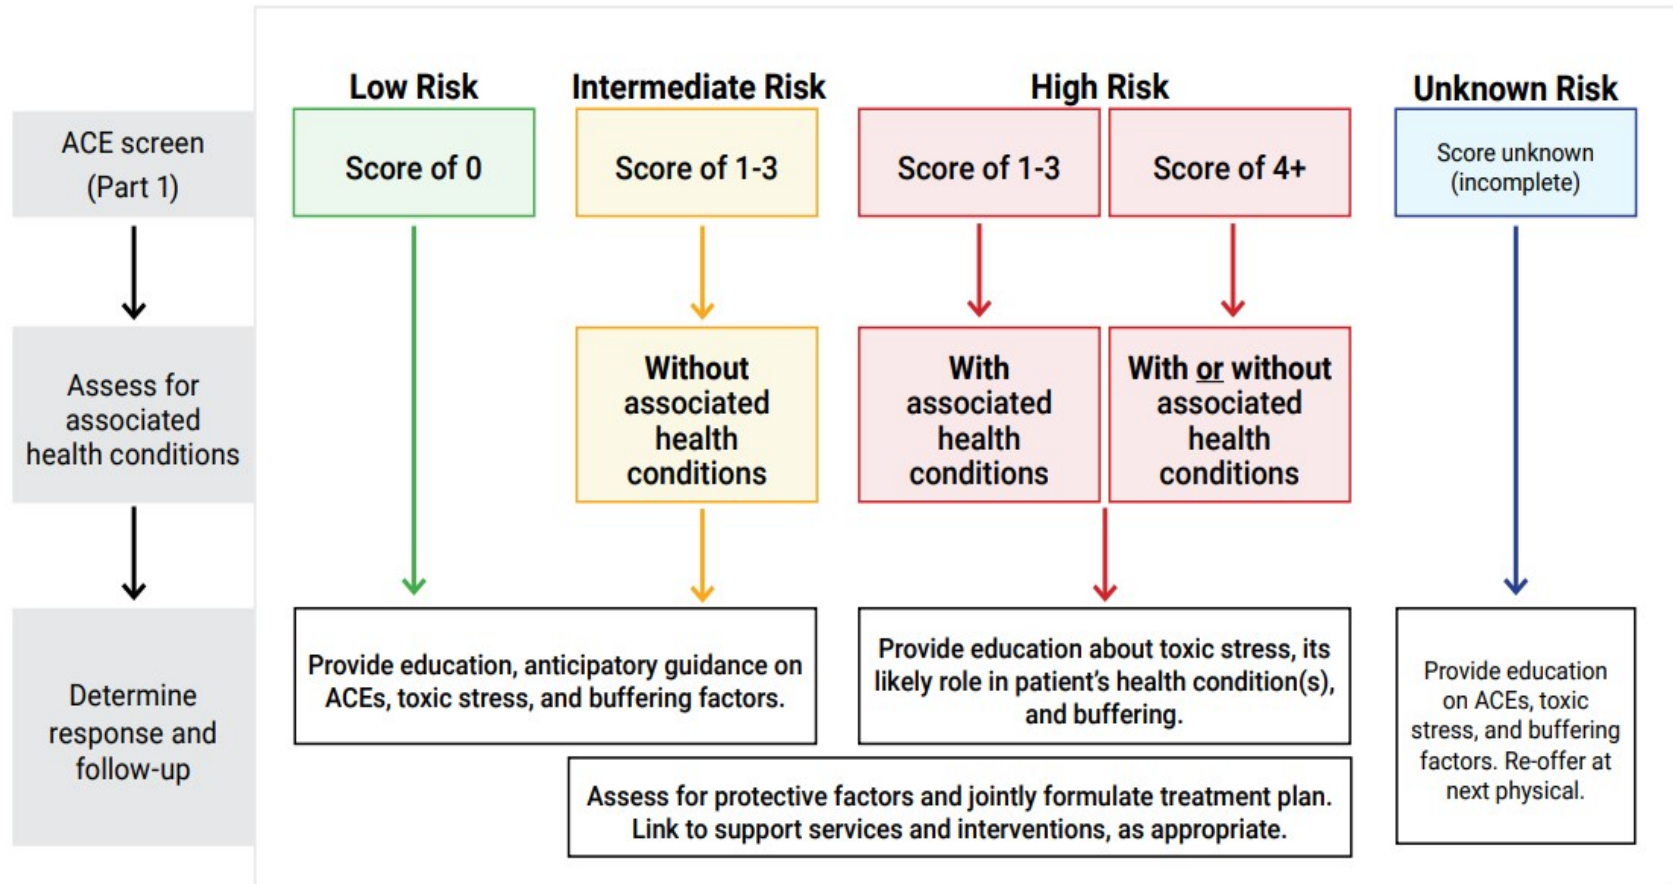 Low Risk
Intermediate Risk
High Risk
Unknown Risk
ACE screen
(Part 1)
Score of 0
Score of 1-3
Score of 1-3
Score of 4+
Score unknown
(incomplete)
Assess for
associated
health conditions
Without
associated
health
conditions
With
associated
health
conditions
With or without
associated
health
conditions
Determine
response and
follow-up
Provide education, anticipatory guidance on
ACEs, toxic stress, and buffering factors.
Provide education about toxic stress, its
likely role in patient’s health condition(s),
and buffering.
Assess for protective factors and jointly formulate treatment plan.
Link to support services and interventions, as appropriate.
Provide education
on ACEs, toxic
stress, and buffering
factors. Re-offer at
next physical.